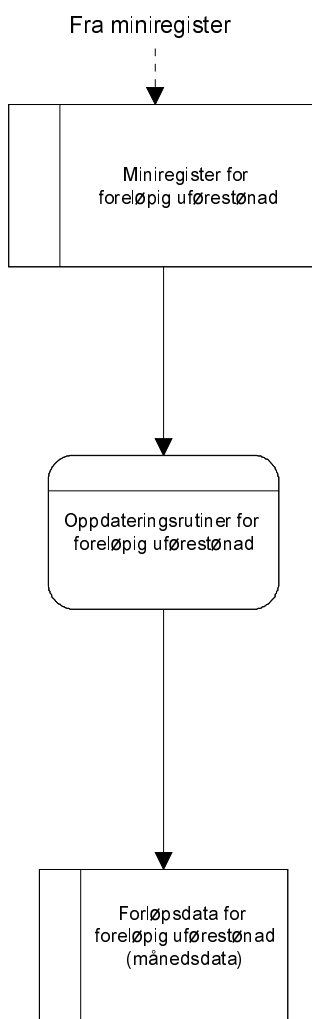 Fra miniregister
Miniregister for
foreløpig uførestønad
Oppdateringsrutiner for
foreløpig uførestønad
Forløpsdata for
foreløpig uførestønad
(månedsdata)